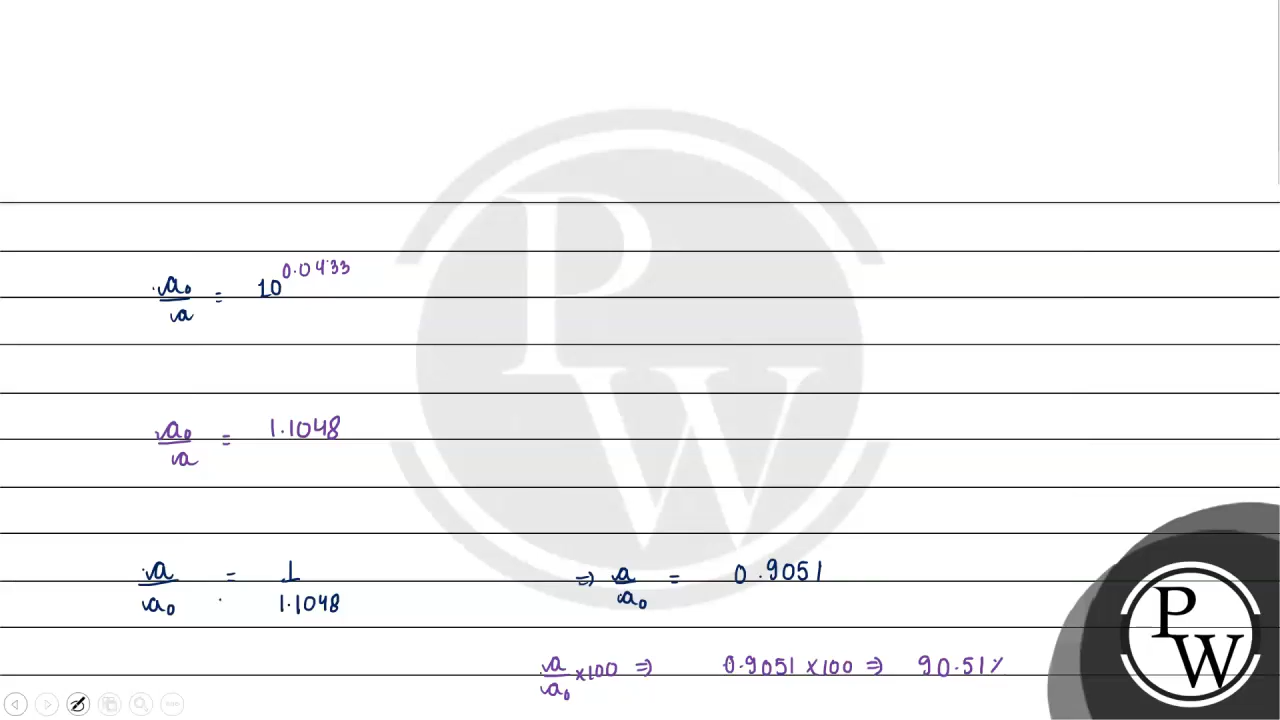 a₀/a = 10^0.0433
a₀/a = 1.1048
a/a₀ = 1/1.1048 ⇒ a/a₀ = 0.9051
a/a₀ ×100 ⇒ 0.9051 ×100 ⇒ 90.51%
PW